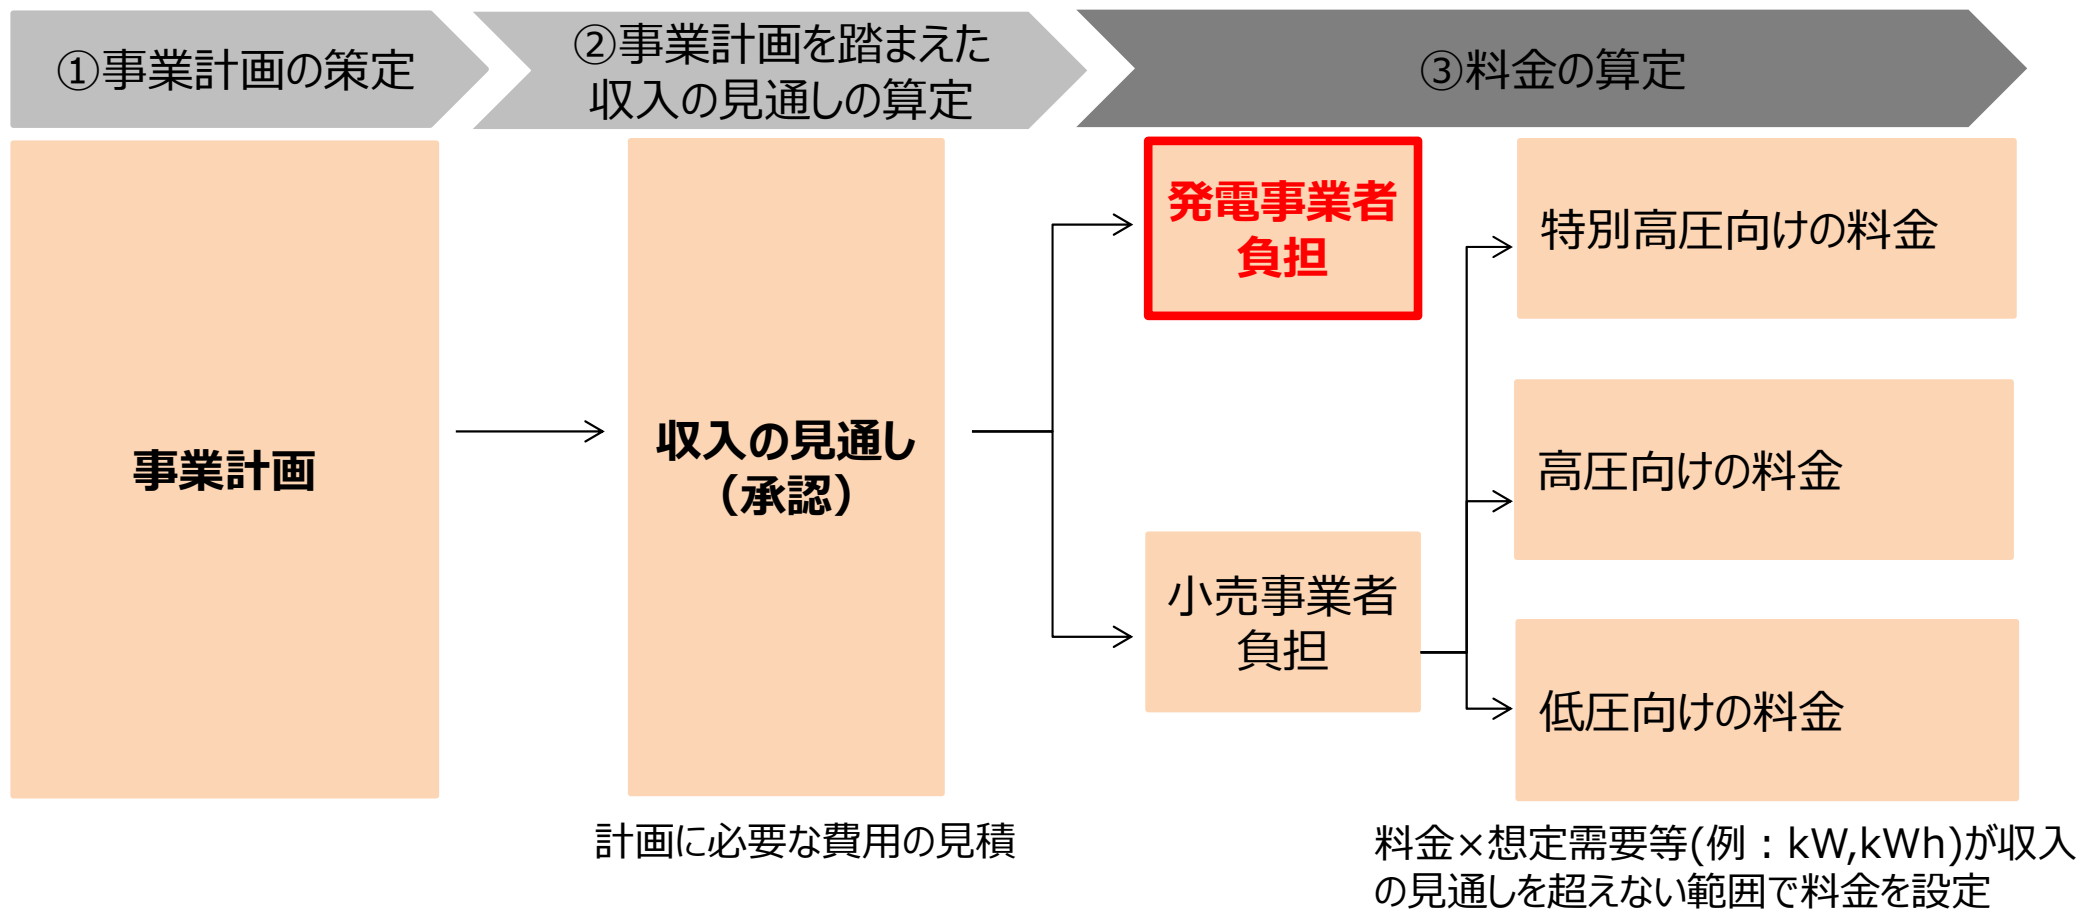 ①事業計画の策定
②事業計画を踏まえた
収入の見通しの算定
③料金の算定
事業計画
収入の見通し
（承認）
発電事業者
負担
小売事業者
負担
特別高圧向けの料金
高圧向けの料金
低圧向けの料金
計画に必要な費用の見積
料金×想定需要等(例：kW,kWh)が収入
の見通しを超えない範囲で料金を設定